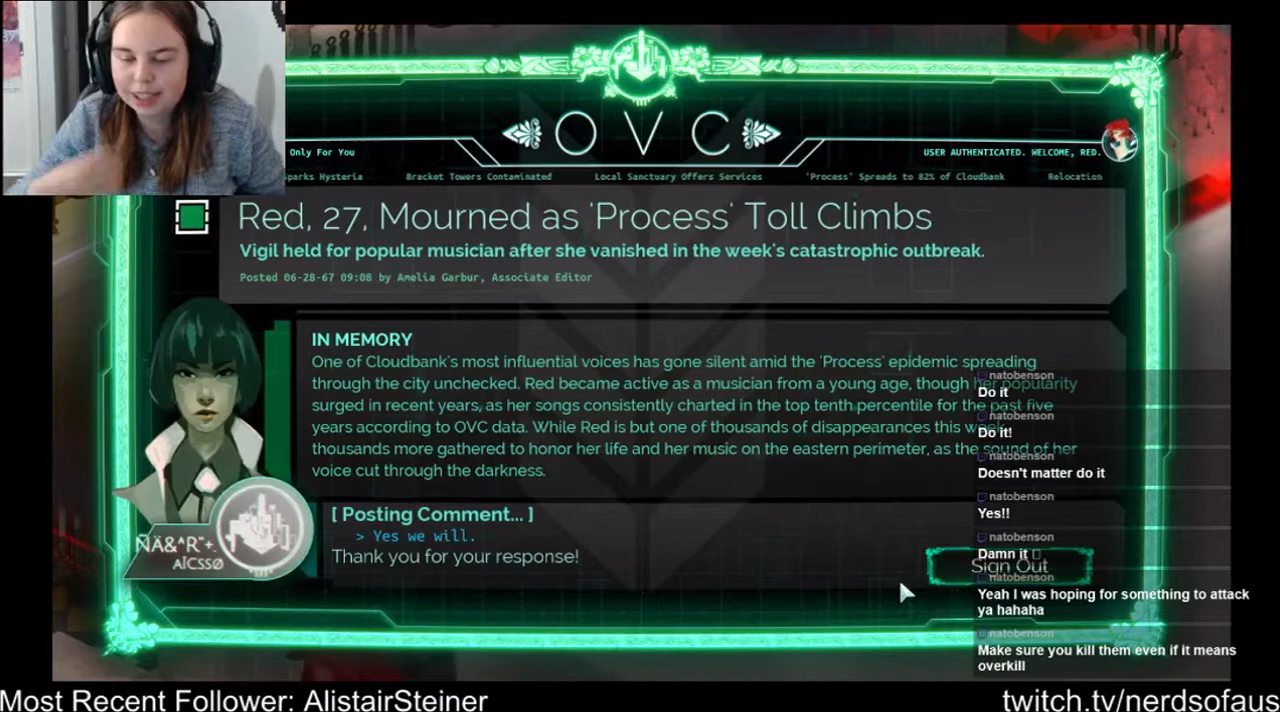 OVC
Only For You
USER AUTHENTICATED. WELCOME, RED.
parks Hysteria
Bracket Towers Contaminated
Local Sanctuary Offers Services
'Process' Spreads to 82% of Cloudbank
Relocation
Red, 27, Mourned as 'Process' Toll Climbs
Vigil held for popular musician after she vanished in the week's catastrophic outbreak.
Posted 06-28-67 09:08 by Amelia Garbur, Associate Editor
IN MEMORY
One of Cloudbank's most influential voices has gone silent amid the 'Process' epidemic spreading
through the city unchecked. Red became active as a musician from a young age, though her popularity
surged in recent years, as her songs consistently charted in the top tenth percentile for the past five
years according to OVC data. While Red is but one of thousands of disappearances this week,
thousands more gathered to honor her life and her music on the eastern perimeter, as the sound of her
voice cut through the darkness.
[ Posting Comment... ]
> Yes we will.
Thank you for your response!
Sign Out
natobenson
Do it
natobenson
Do it!
natobenson
Doesn't matter do it
natobenson
Yes!!
natobenson
Damn it
natobenson
Yeah I was hoping for something to attack
ya hahaha
natobenson
Make sure you kill them even if it means
overkill
Most Recent Follower: AlistairSteiner
twitch.tv/nerdsofaus